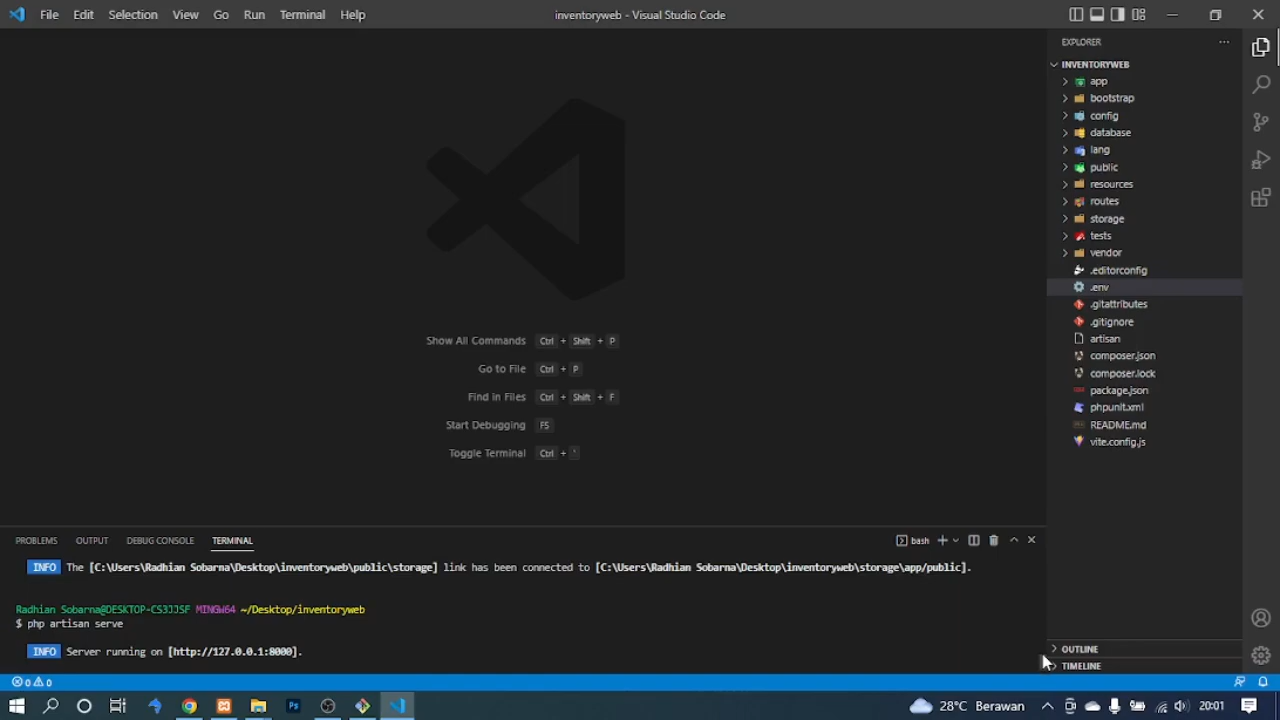 File Edit Selection View Go Run Terminal Help
inventoryweb - Visual Studio Code
EXPLORER
INVENTORYWEB
app
bootstrap
config
database
lang
public
resources
routes
storage
tests
vendor
.editorconfig
.env
.gitattributes
.gitignore
artisan
composer.json
composer.lock
package.json
phpunit.xml
README.md
vite.config.js
OUTLINE
TIMELINE
Show All Commands Ctrl + Shift + P
Go to File Ctrl + P
Find in Files Ctrl + Shift + F
Start Debugging F5
Toggle Terminal Ctrl + `
PROBLEMS OUTPUT DEBUG CONSOLE TERMINAL
bash
INFO The [C:\Users\Radhian Sobarna\Desktop\inventoryweb\public\storage] link has been connected to [C:\Users\Radhian Sobarna\Desktop\inventoryweb\storage\app/public].
Radhian Sobarna@DESKTOP-CS3JJSF MINGW64 ~/Desktop/inventoryweb
$ php artisan serve
INFO Server running on [http://127.0.0.1:8000].
0 0
Ps
28°C Berawan
20:01